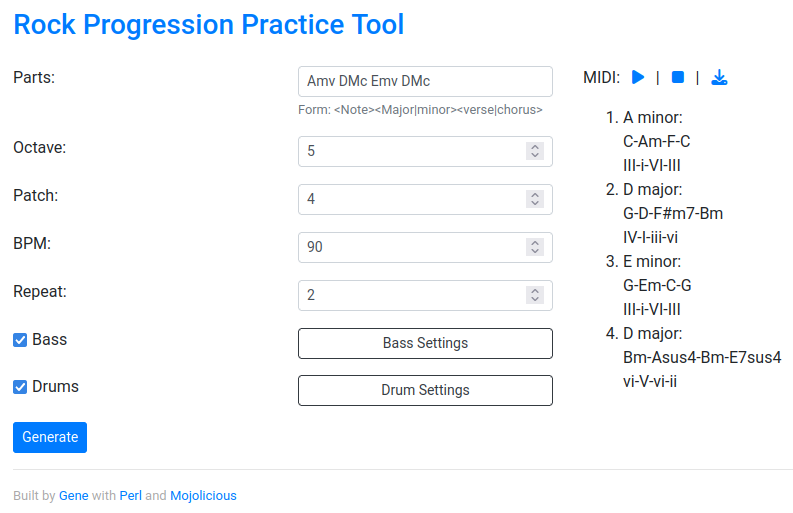 Rock Progression Practice Tool
Parts:
Amv DMc Emv DMc
Form: <Note><Major|minor><verse|chorus>
Octave:
5
Patch:
4
BPM:
90
Repeat:
2
Bass
Bass Settings
Drums
Drum Settings
Generate
MIDI: | |
1. A minor:
C-Am-F-C
III-i-VI-III
2. D major:
G-D-F#m7-Bm
IV-I-iii-vi
3. E minor:
G-Em-C-G
III-i-VI-III
4. D major:
Bm-Asus4-Bm-E7sus4
vi-V-vi-ii
Built by Gene with Perl and Mojolicious